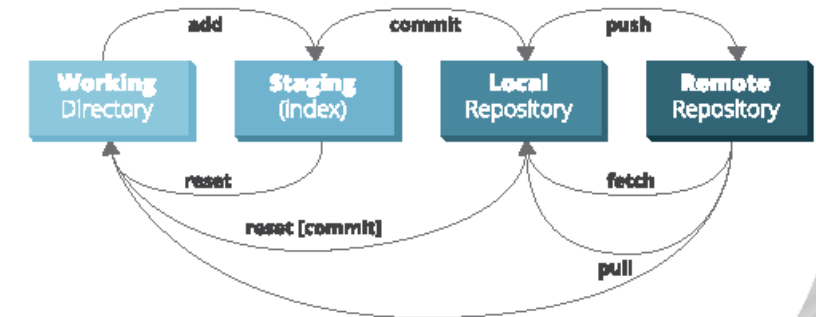 add
commit
push
Working
Directory
Staging
(index)
Local
Repository
Remote
Repository
reset
fetch
reset [commit]
pull